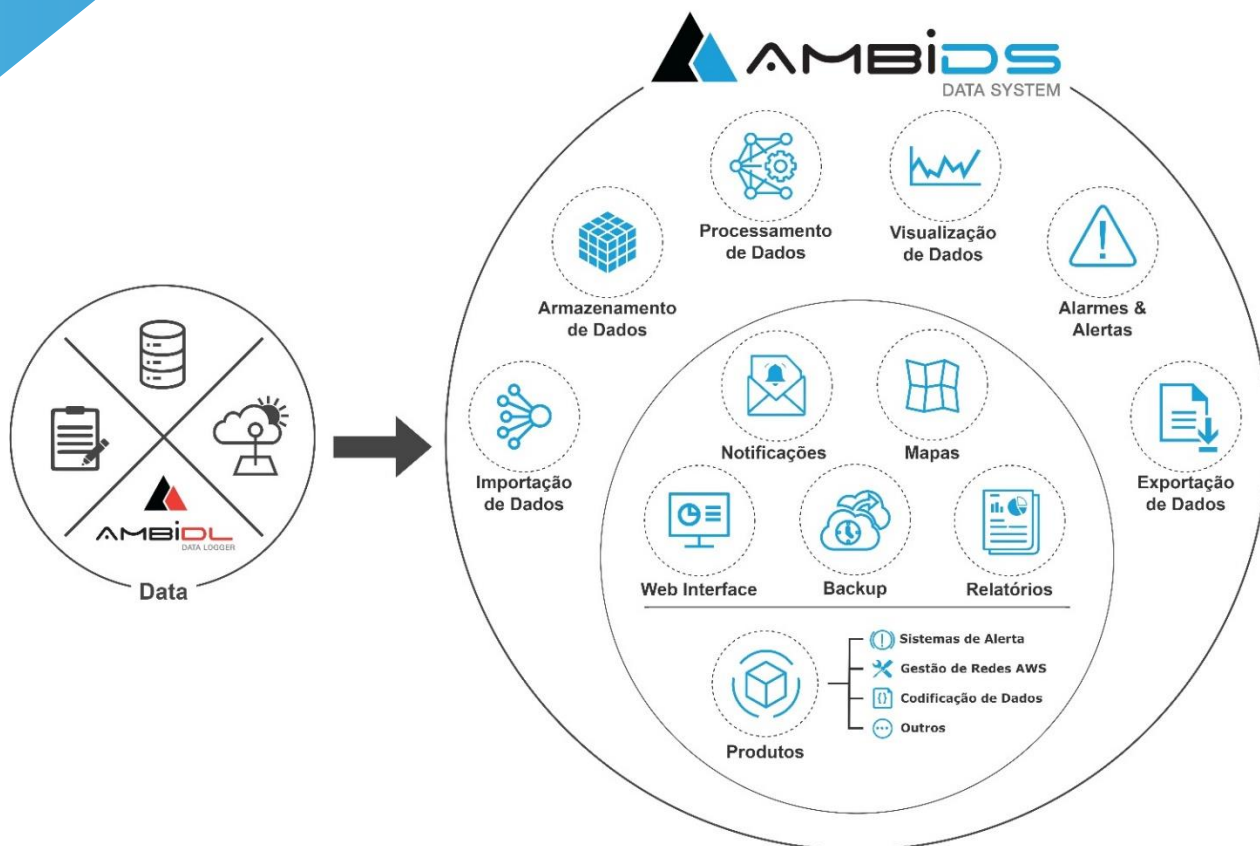 AMBiDS
DATA SYSTEM
Processamento
de Dados
Visualização
de Dados
Armazenamento
de Dados
Alarmes &
Alertas
Importação
de Dados
Notificações
Mapas
Exportação
de Dados
AMBiDL
DATA LOGGER
Data
Web Interface
Backup
Relatórios
Produtos
Sistemas de Alerta
Gestão de Redes AWS
Codificação de Dados
Outros